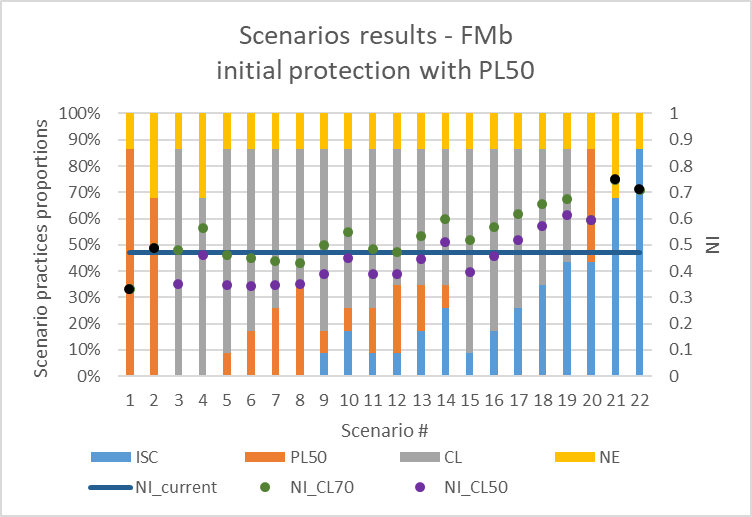 Scenarios results - FMb
initial protection with PL50
Scenario practices proportions
100%
90%
80%
70%
60%
50%
40%
30%
20%
10%
0%
1
0.9
0.8
0.7
0.6
0.5
0.4
0.3
0.2
0.1
0
NI
1 2 3 4 5 6 7 8 9 10 11 12 13 14 15 16 17 18 19 20 21 22
Scenario #
ISC PL50 CL NE
NI_current NI_CL70 NI_CL50